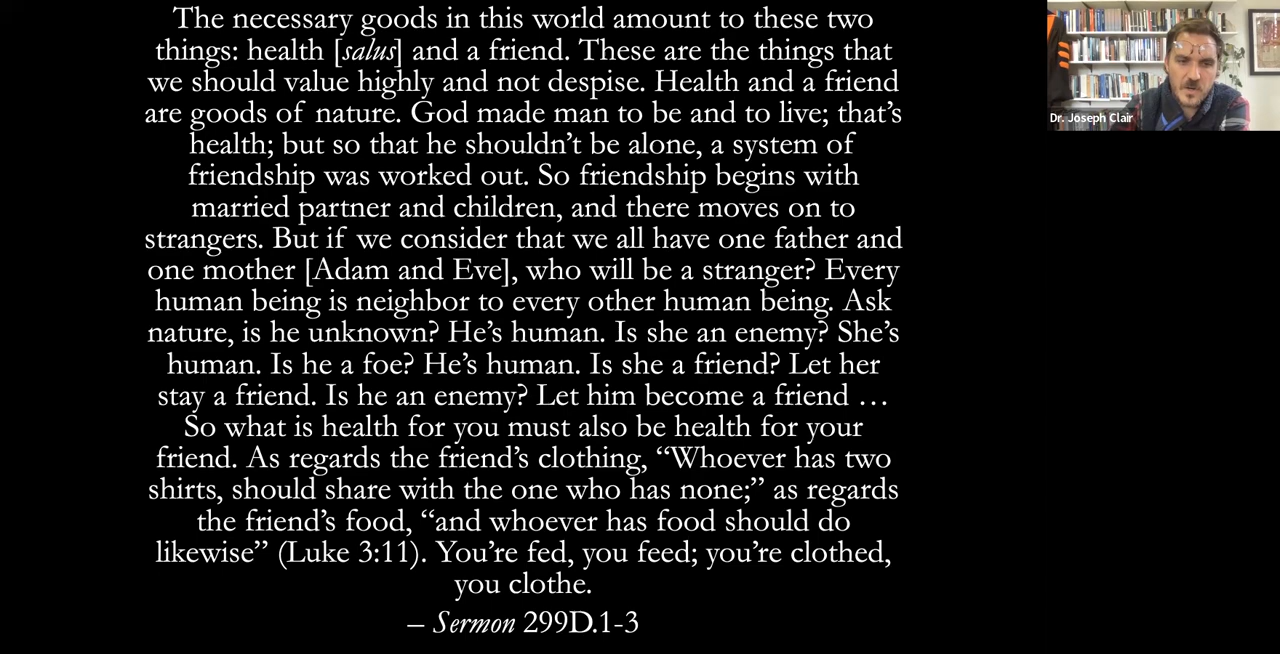 The necessary goods in this world amount to these two
things: health [salus] and a friend. These are the things that
we should value highly and not despise. Health and a friend
are goods of nature. God made man to be and to live; that’s
health; but so that he shouldn’t be alone, a system of
friendship was worked out. So friendship begins with
married partner and children, and there moves on to
strangers. But if we consider that we all have one father and
one mother [Adam and Eve], who will be a stranger? Every
human being is neighbor to every other human being. Ask
nature, is he unknown? He’s human. Is she an enemy? She’s
human. Is he a foe? He’s human. Is she a friend? Let her
stay a friend. Is he an enemy? Let him become a friend …
So what is health for you must also be health for your
friend. As regards the friend’s clothing, “Whoever has two
shirts, should share with the one who has none;” as regards
the friend’s food, “and whoever has food should do
likewise” (Luke 3:11). You’re fed, you feed; you’re clothed,
you clothe.
– Sermon 299D.1-3
Dr. Joseph Clair